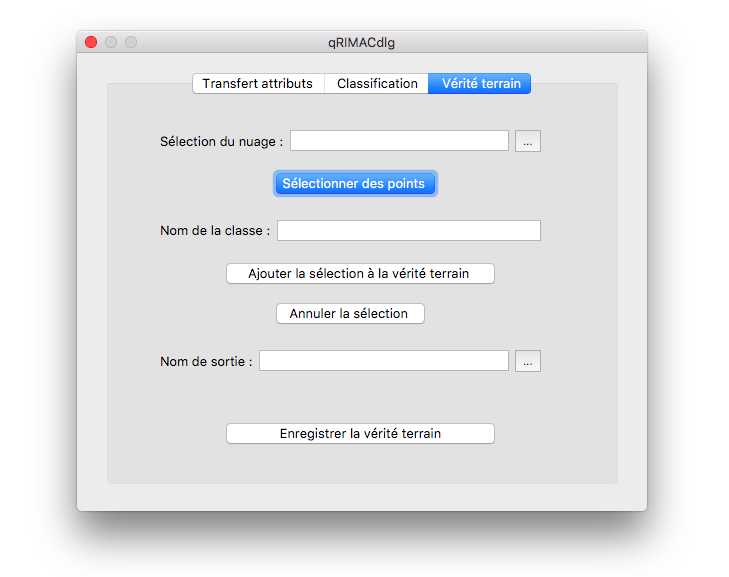 qRIMACdlg
Transfert attributs Classification Vérité terrain
Sélection du nuage : ...
Sélectionner des points
Nom de la classe :
Ajouter la sélection à la vérité terrain
Annuler la sélection
Nom de sortie : ...
Enregistrer la vérité terrain